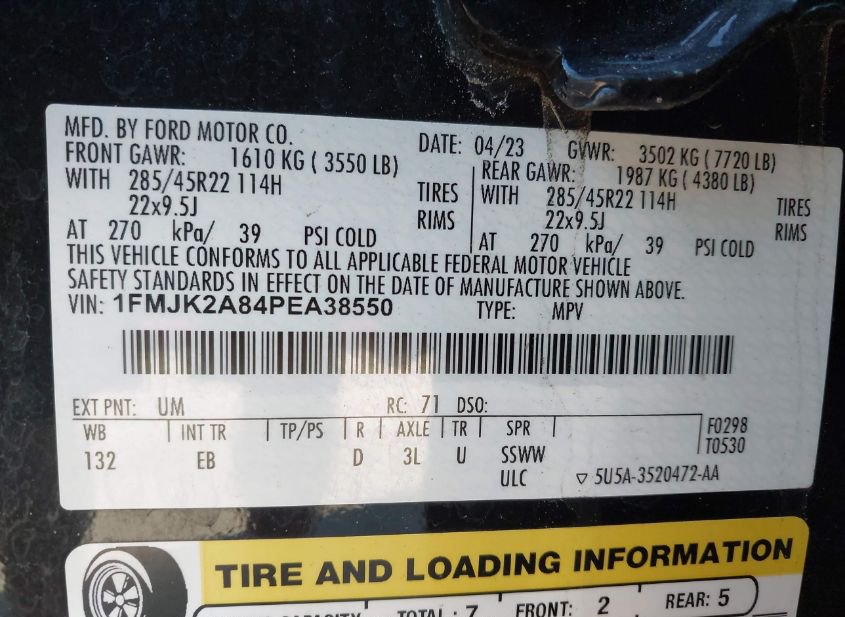 MFD. BY FORD MOTOR CO. DATE: 04/23 GVWR: 3502 KG ( 7720 LB)
FRONT GAWR: 1610 KG ( 3550 LB) REAR GAWR: 1987 KG ( 4380 LB)
WITH 285/45R22 114H TIRES WITH 285/45R22 114H TIRES
22x9.5J RIMS 22x9.5J RIMS
AT 270 kPa/ 39 PSI COLD AT 270 kPa/ 39 PSI COLD
THIS VEHICLE CONFORMS TO ALL APPLICABLE FEDERAL MOTOR VEHICLE
SAFETY STANDARDS IN EFFECT ON THE DATE OF MANUFACTURE SHOWN ABOVE.
VIN: 1FMJK2A84PEA38550 TYPE: MPV
EXT PNT: UM RC: 71 DSO:
WB INT TR TP/PS R AXLE TR SPR F0298
T0530
132 EB D 3L U SSWW
ULC ▽ 5U5A-3520472-AA
TIRE AND LOADING INFORMATION
CAPACITY TOTAL : 7 FRONT: 2 REAR: 5